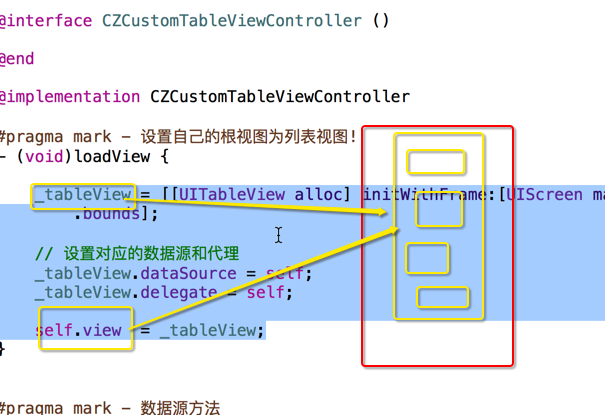 @interface CZCustomTableViewController ()
@end
@implementation CZCustomTableViewController
#pragma mark - 设置自己的根视图为列表视图!
- (void)loadView {
_tableView = [[UITableView alloc] initWithFrame:[UIScreen ma
.bounds];
// 设置对应的数据源和代理
_tableView.dataSource = self;
_tableView.delegate = self;
self.view = _tableView;
}
#pragma mark - 数据源方法